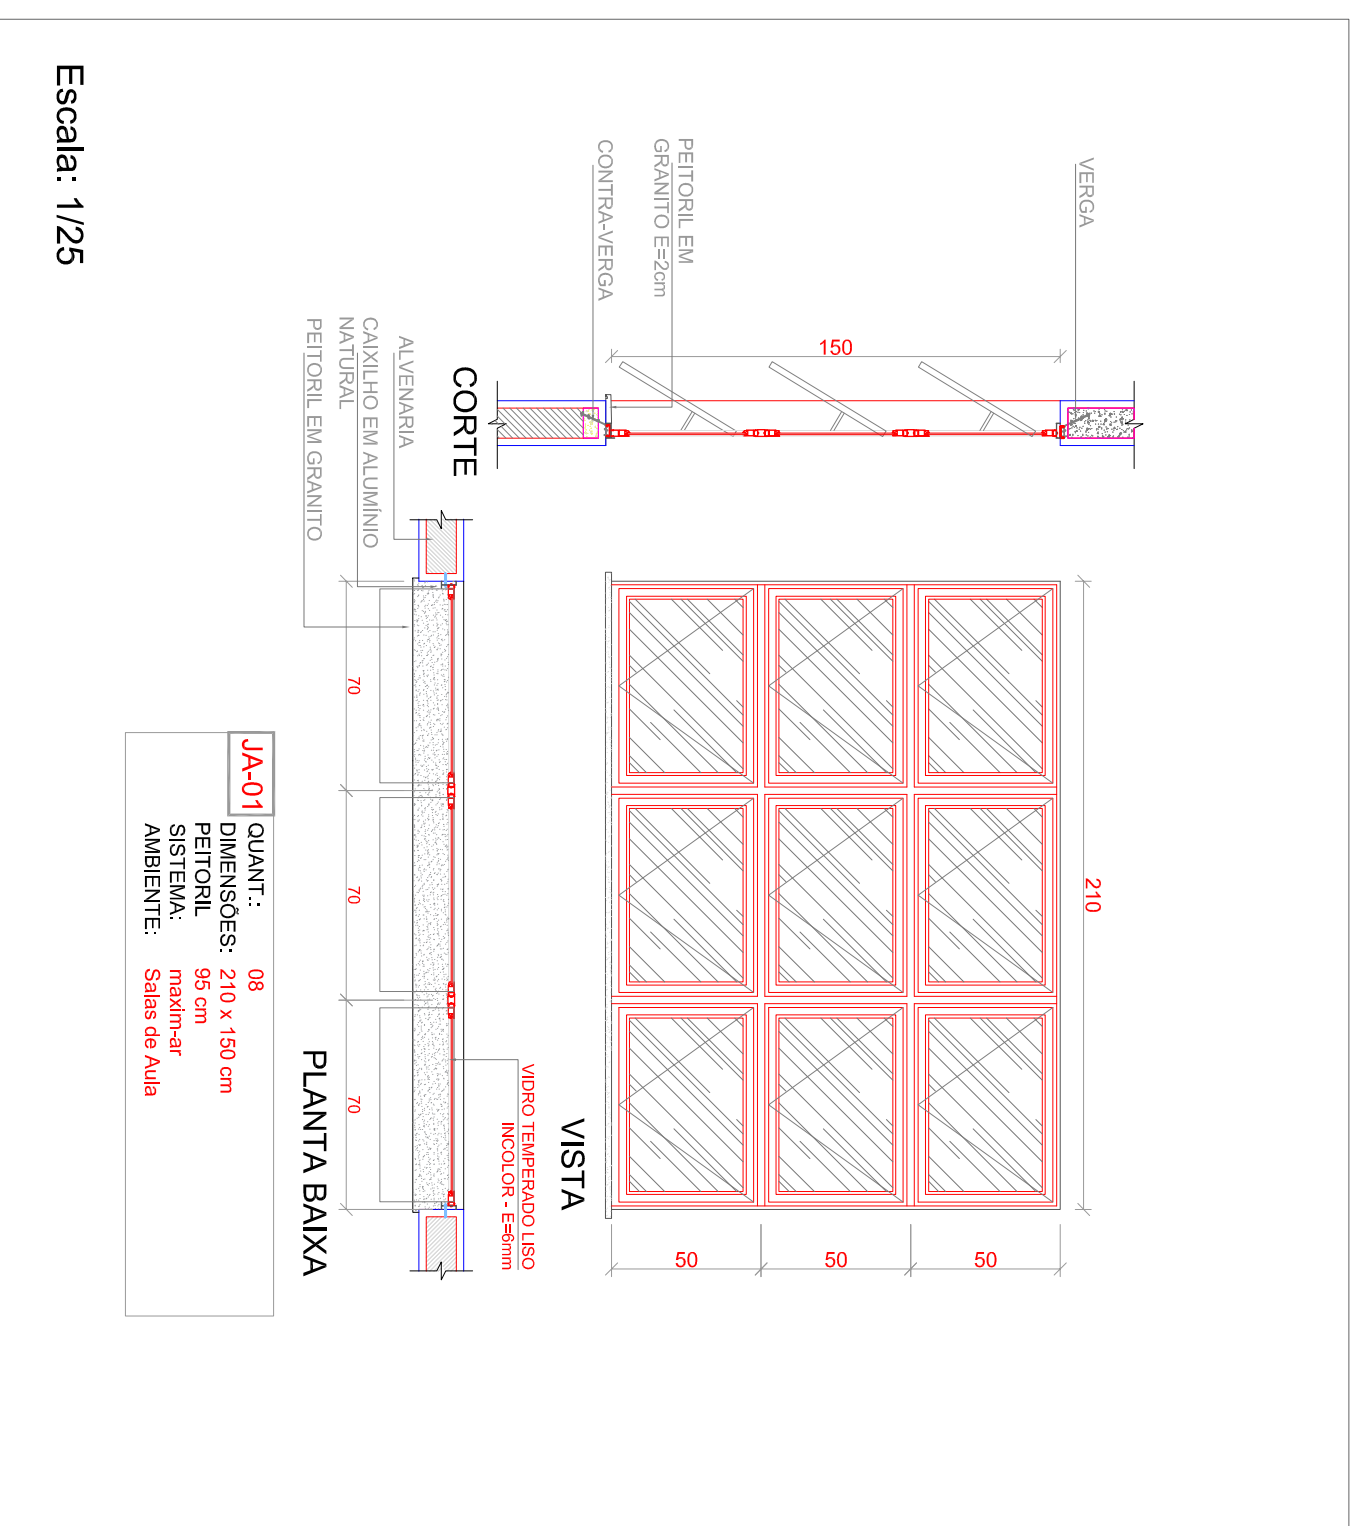 VERGA
PEITORIL EM
GRANITO E=2cm
CONTRA-VERGA
150
CORTE
210
50
50
50
VISTA
VIDRO TEMPERADO LISO
INCOLOR - E=6mm
ALVENARIA
CAIXILHO EM ALUMÍNIO
NATURAL
PEITORIL EM GRANITO
70
70
70
PLANTA BAIXA
JA-01
QUANT.: 08
DIMENSÕES: 210 x 150 cm
PEITORIL 95 cm
SISTEMA: maxim-ar
AMBIENTE: Salas de Aula
Escala: 1/25